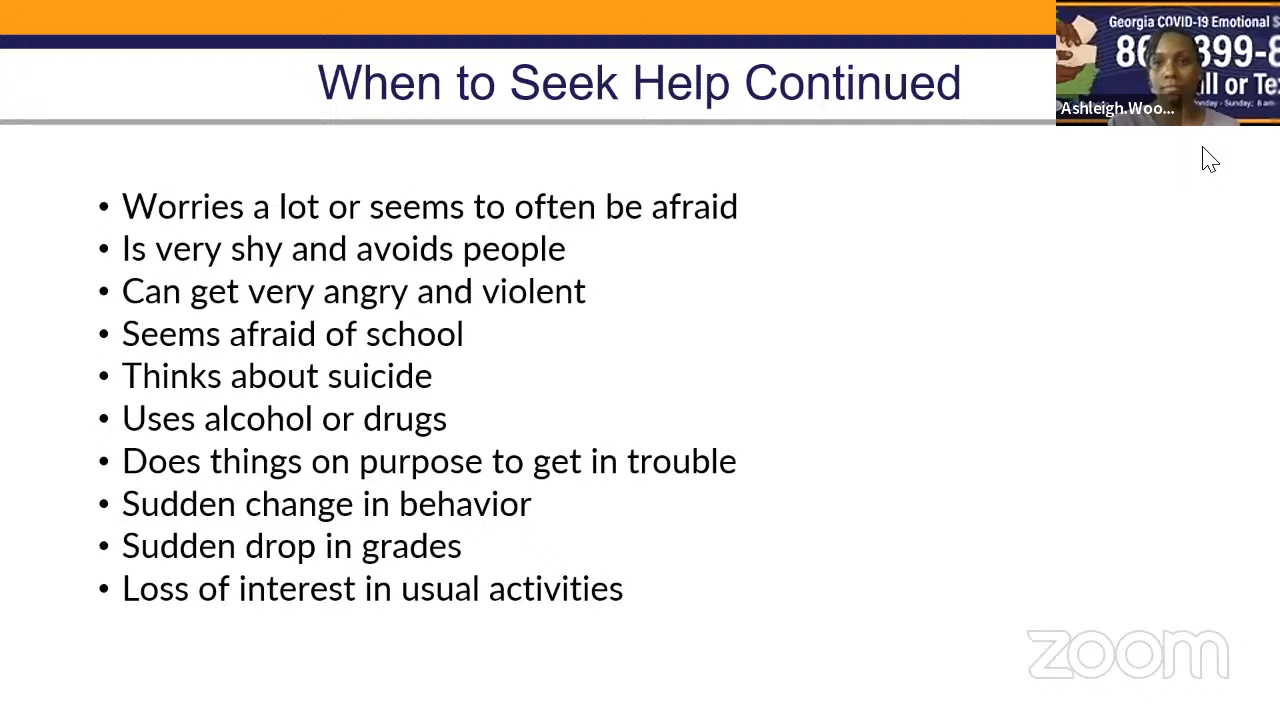 When to Seek Help Continued
Georgia COVID-19 Emotional
Ashleigh.Woo...
• Worries a lot or seems to often be afraid
• Is very shy and avoids people
• Can get very angry and violent
• Seems afraid of school
• Thinks about suicide
• Uses alcohol or drugs
• Does things on purpose to get in trouble
• Sudden change in behavior
• Sudden drop in grades
• Loss of interest in usual activities
zoom